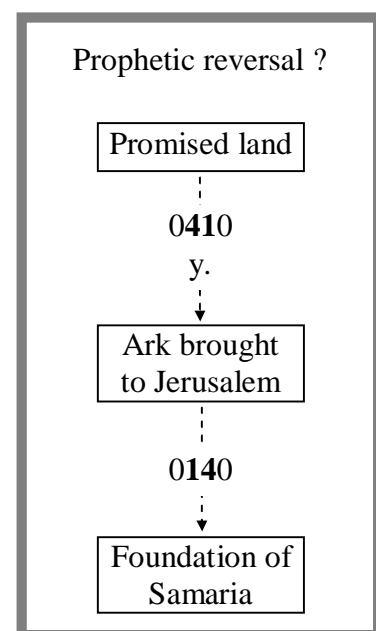 Prophetic reversal ?
Promised land
0410
y.
Ark brought
to Jerusalem
0140
Foundation of
Samaria